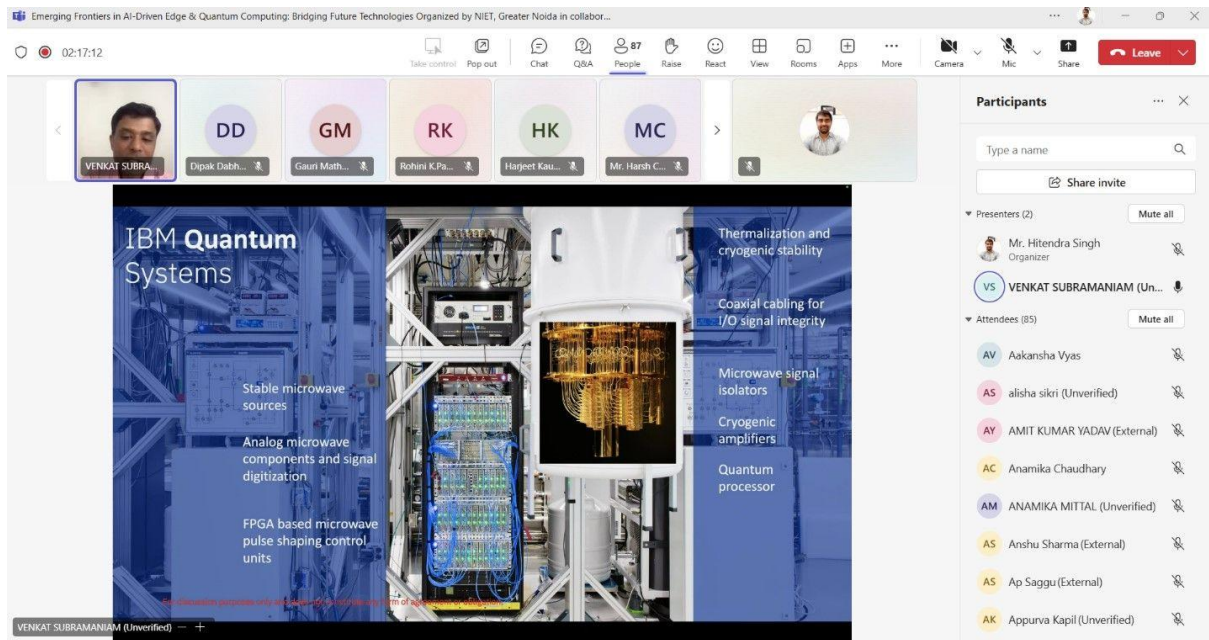 Emerging Frontiers in AI-Driven Edge & Quantum Computing: Bridging Future Technologies Organized by NIET, Greater Noida in collabor...
02:17:12
Take control
Pop out
Chat
Q&A
87
People
Raise
React
View
Rooms
Apps
More
Camera
Mic
Share
Leave
VENKAT SUBRA...
DD
Dipak Dabh...
GM
Gauri Math...
RK
Rohini K.Pa...
HK
Harjeet Kau...
MC
Mr. Harsh C...
IBM Quantum
Systems
Stable microwave
sources
Analog microwave
components and signal
digitization
FPGA based microwave
pulse shaping control
units
Thermalization and
cryogenic stability
Coaxial cabling for
I/O signal integrity
Microwave signal
isolators
Cryogenic
amplifiers
Quantum
processor
VENKAT SUBRAMANIAM (Unverified)
Participants
Type a name
Share invite
Presenters (2)
Mute all
Mr. Hitendra Singh
Organizer
VS
VENKAT SUBRAMANIAM (Un...
Attendees (85)
Mute all
AV
Aakansha Vyas
AS
alisha sikri (Unverified)
AY
AMIT KUMAR YADAV (External)
AC
Anamika Chaudhary
AM
ANAMIKA MITTAL (Unverified)
AS
Anshu Sharma (External)
AS
Ap Saggu (External)
AK
Appurva Kapil (Unverified)